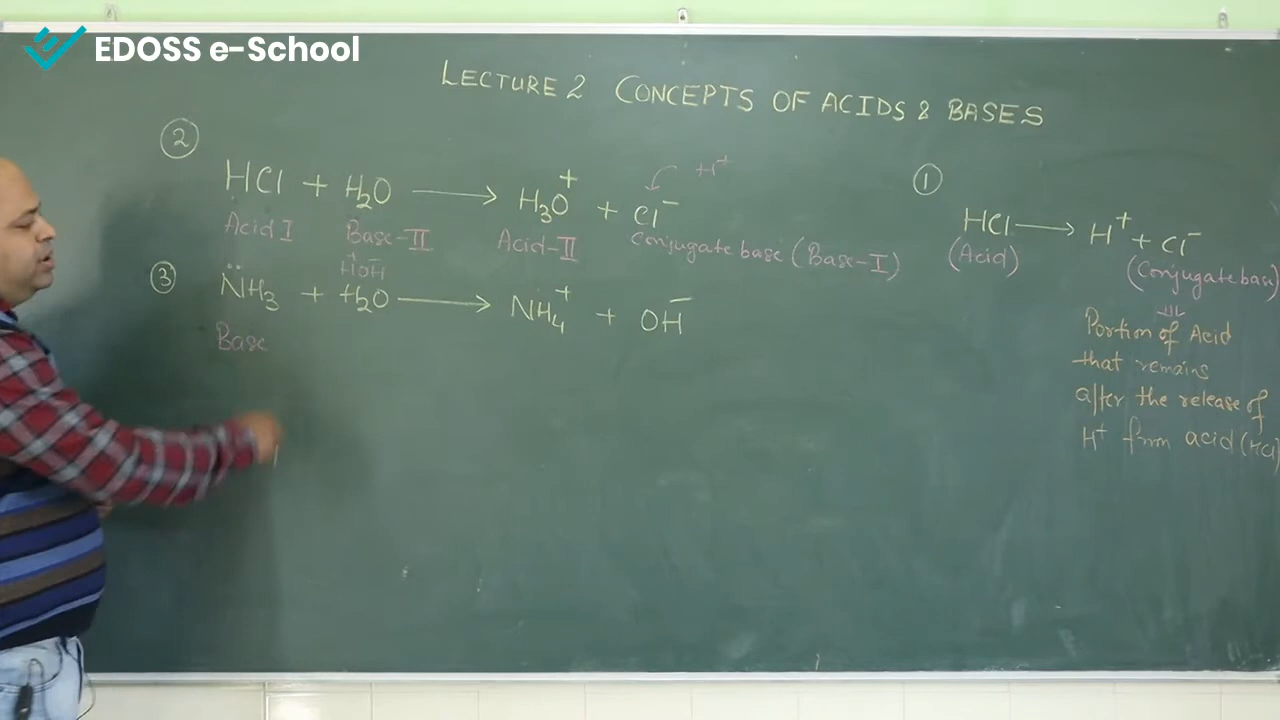 EDOSS e-School
LECTURE 2 CONCEPTS OF ACIDS & BASES
②
HCl + H₂O ⟶ H₃O⁺ + Cl⁻
H⁺
Acid I Base-II Acid-II Conjugate base (Base-I)
③
H⁺OH⁻
N̈H₃ + H₂O ⟶ NH₄⁺ + OH⁻
Base
①
HCl ⟶ H⁺ + Cl⁻
(Acid) (Conjugate base)
Portion of Acid
that remains
after the release of
H⁺ from acid (HCl)